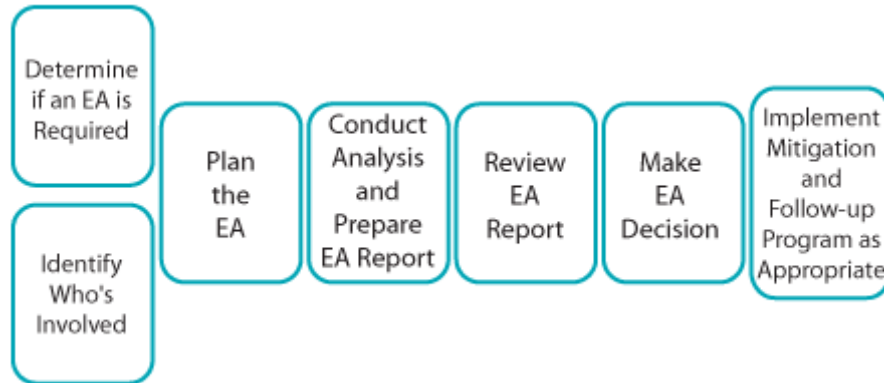 Determine
if an EA is
Required
Identify
Who's
Involved
Plan
the
EA
Conduct
Analysis
and
Prepare
EA Report
Review
EA
Report
Make
EA
Decision
Implement
Mitigation
and
Follow-up
Program as
Appropriate